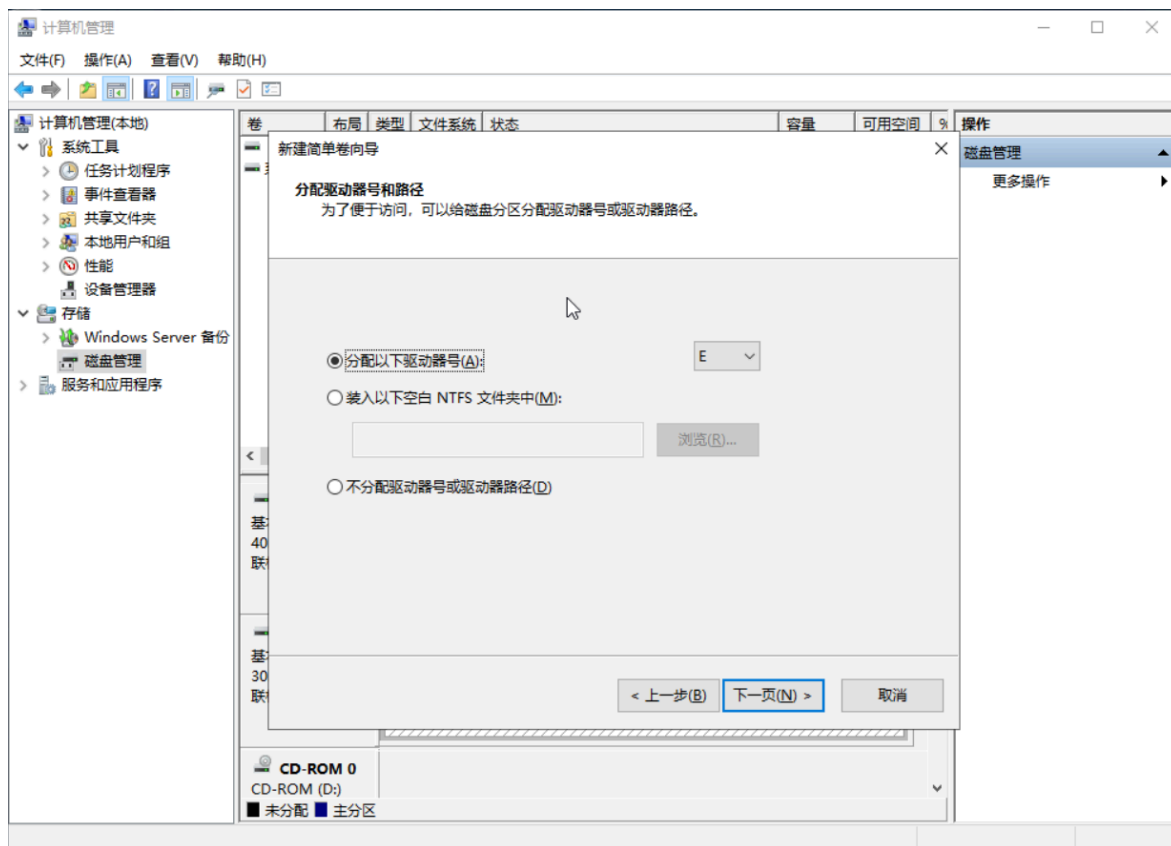 计算机管理
文件(F) 操作(A) 查看(V) 帮助(H)
计算机管理(本地)
系统工具
任务计划程序
事件查看器
共享文件夹
本地用户和组
性能
设备管理器
存储
Windows Server 备份
磁盘管理
服务和应用程序
卷 布局 类型 文件系统 状态 容量 可用空间 %
新建简单卷向导
分配驱动器号和路径
为了便于访问，可以给磁盘分区分配驱动器号或驱动器路径。
分配以下驱动器号(A): E
装入以下空白 NTFS 文件夹中(M):
浏览(R)...
不分配驱动器号或驱动器路径(D)
< 上一步(B) 下一页(N) > 取消
基
40
联
基
30
联
CD-ROM 0
CD-ROM (D:)
未分配 主分区
操作
磁盘管理
更多操作